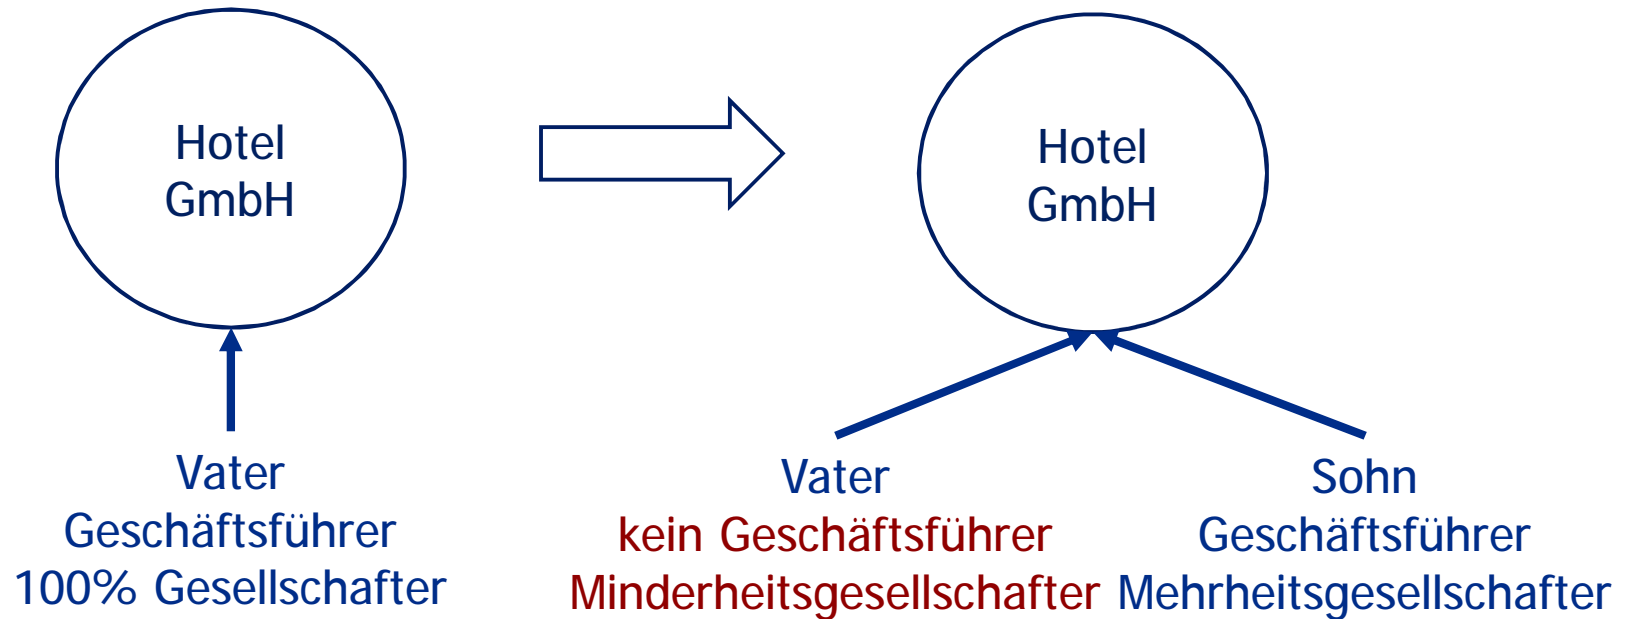 Hotel
GmbH
Hotel
GmbH
Vater
Geschäftsführer
100% Gesellschafter
Vater
kein Geschäftsführer
Minderheitsgesellschafter
Sohn
Geschäftsführer
Mehrheitsgesellschafter